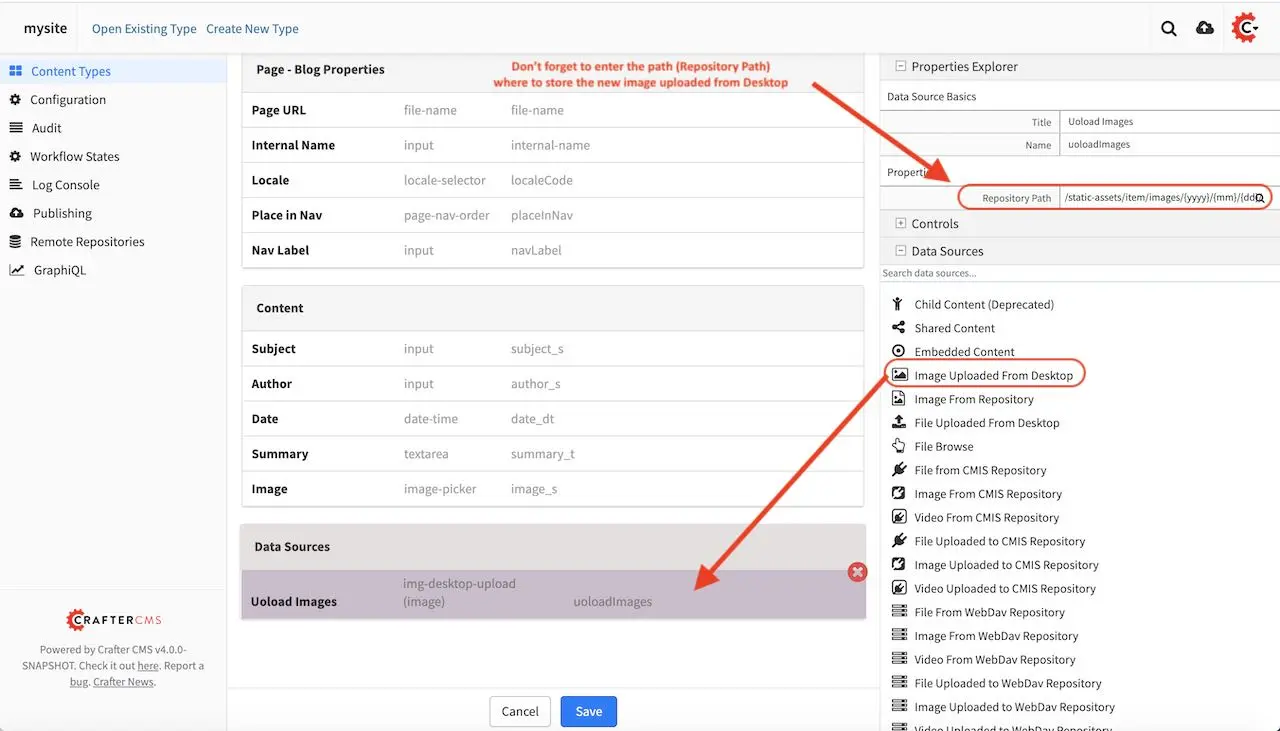 mysite Open Existing Type Create New Type
Content Types
Configuration
Audit
Workflow States
Log Console
Publishing
Remote Repositories
GraphiQL
CRAFTERCMS
Powered by Crafter CMS v4.0.0-
SNAPSHOT. Check it out here. Report a
bug. Crafter News.
Page - Blog Properties
Don't forget to enter the path (Repository Path)
where to store the new image uploaded from Desktop
Page URL file-name file-name
Internal Name input internal-name
Locale locale-selector localeCode
Place in Nav page-nav-order placeInNav
Nav Label input navLabel
Content
Subject input subject_s
Author input author_s
Date date-time date_dt
Summary textarea summary_t
Image image-picker image_s
Data Sources
img-desktop-upload
Uoload Images (image) uoloadImages
Cancel Save
Properties Explorer
Data Source Basics
Title Uoload Images
Name uoloadImages
Repository Path /static-assets/item/images/{yyyy}/{mm}/{dd
Controls
Data Sources
Search data sources...
Child Content (Deprecated)
Shared Content
Embedded Content
Image Uploaded From Desktop
Image From Repository
File Uploaded From Desktop
File Browse
File from CMIS Repository
Image From CMIS Repository
Video From CMIS Repository
File Uploaded to CMIS Repository
Image Uploaded to CMIS Repository
Video Uploaded to CMIS Repository
File From WebDav Repository
Image From WebDav Repository
Video From WebDav Repository
File Uploaded to WebDav Repository
Image Uploaded to WebDav Repository
Video Uploaded to WebDav Repository